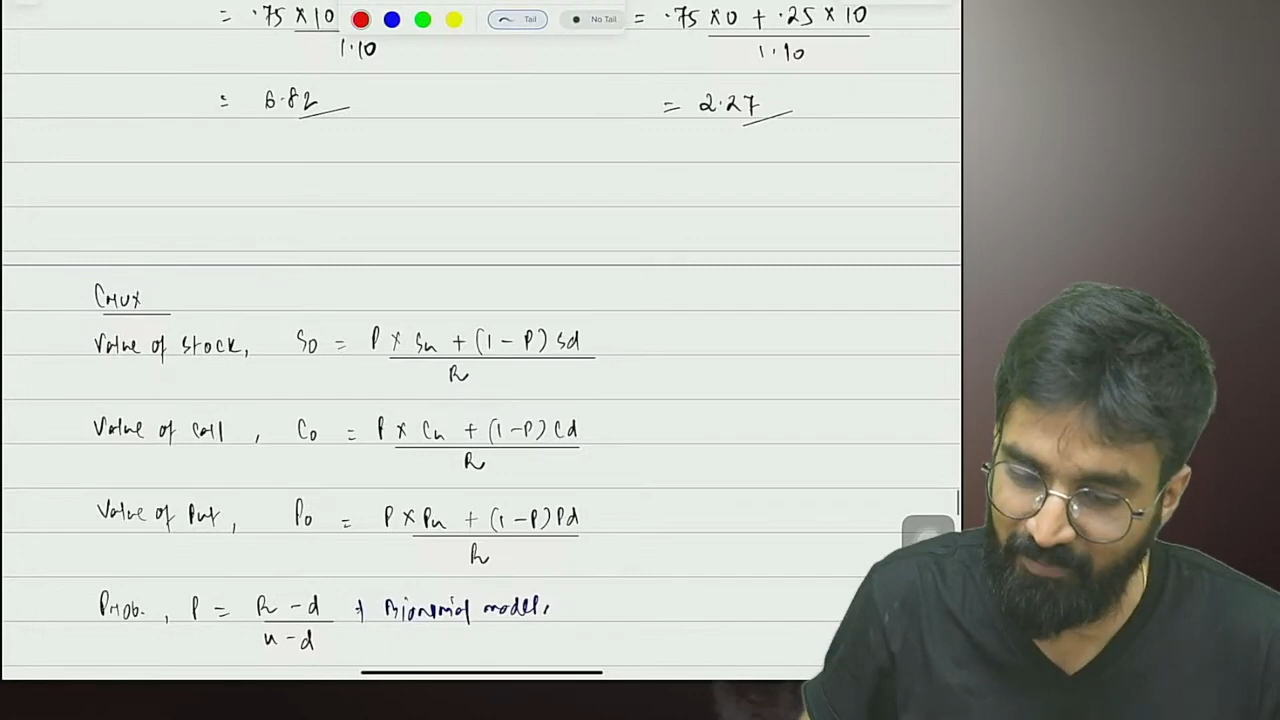 = .75 × 10 / 1.10
Tail
No Tail
= .75 × 0 + .25 × 10 / 1.10
= 6.82
= 2.27
Crux
Value of stock, S0 = P × Su + (1 - P) Sd / R
Value of call, C0 = P × Cu + (1 - P) Cd / R
Value of Put, P0 = P × Pu + (1 - P) Pd / R
Prob., P = R - d / u - d → Binomial model.